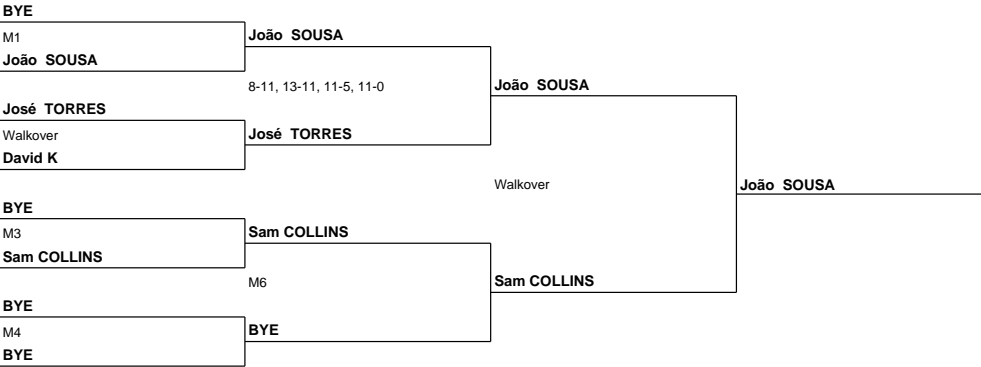 BYE
M1
João SOUSA
João SOUSA
8-11, 13-11, 11-5, 11-0
João SOUSA
José TORRES
Walkover
José TORRES
David K
Walkover
João SOUSA
BYE
M3
Sam COLLINS
Sam COLLINS
M6
Sam COLLINS
BYE
M4
BYE
BYE